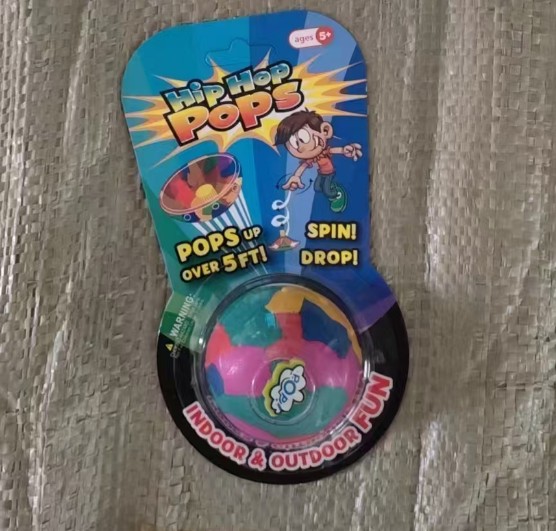 ages 5+
Hip Hop
POPS
POPS UP
OVER 5 FT!
SPIN!
DROP!
WARNING:
POP
INDOOR & OUTDOOR FUN